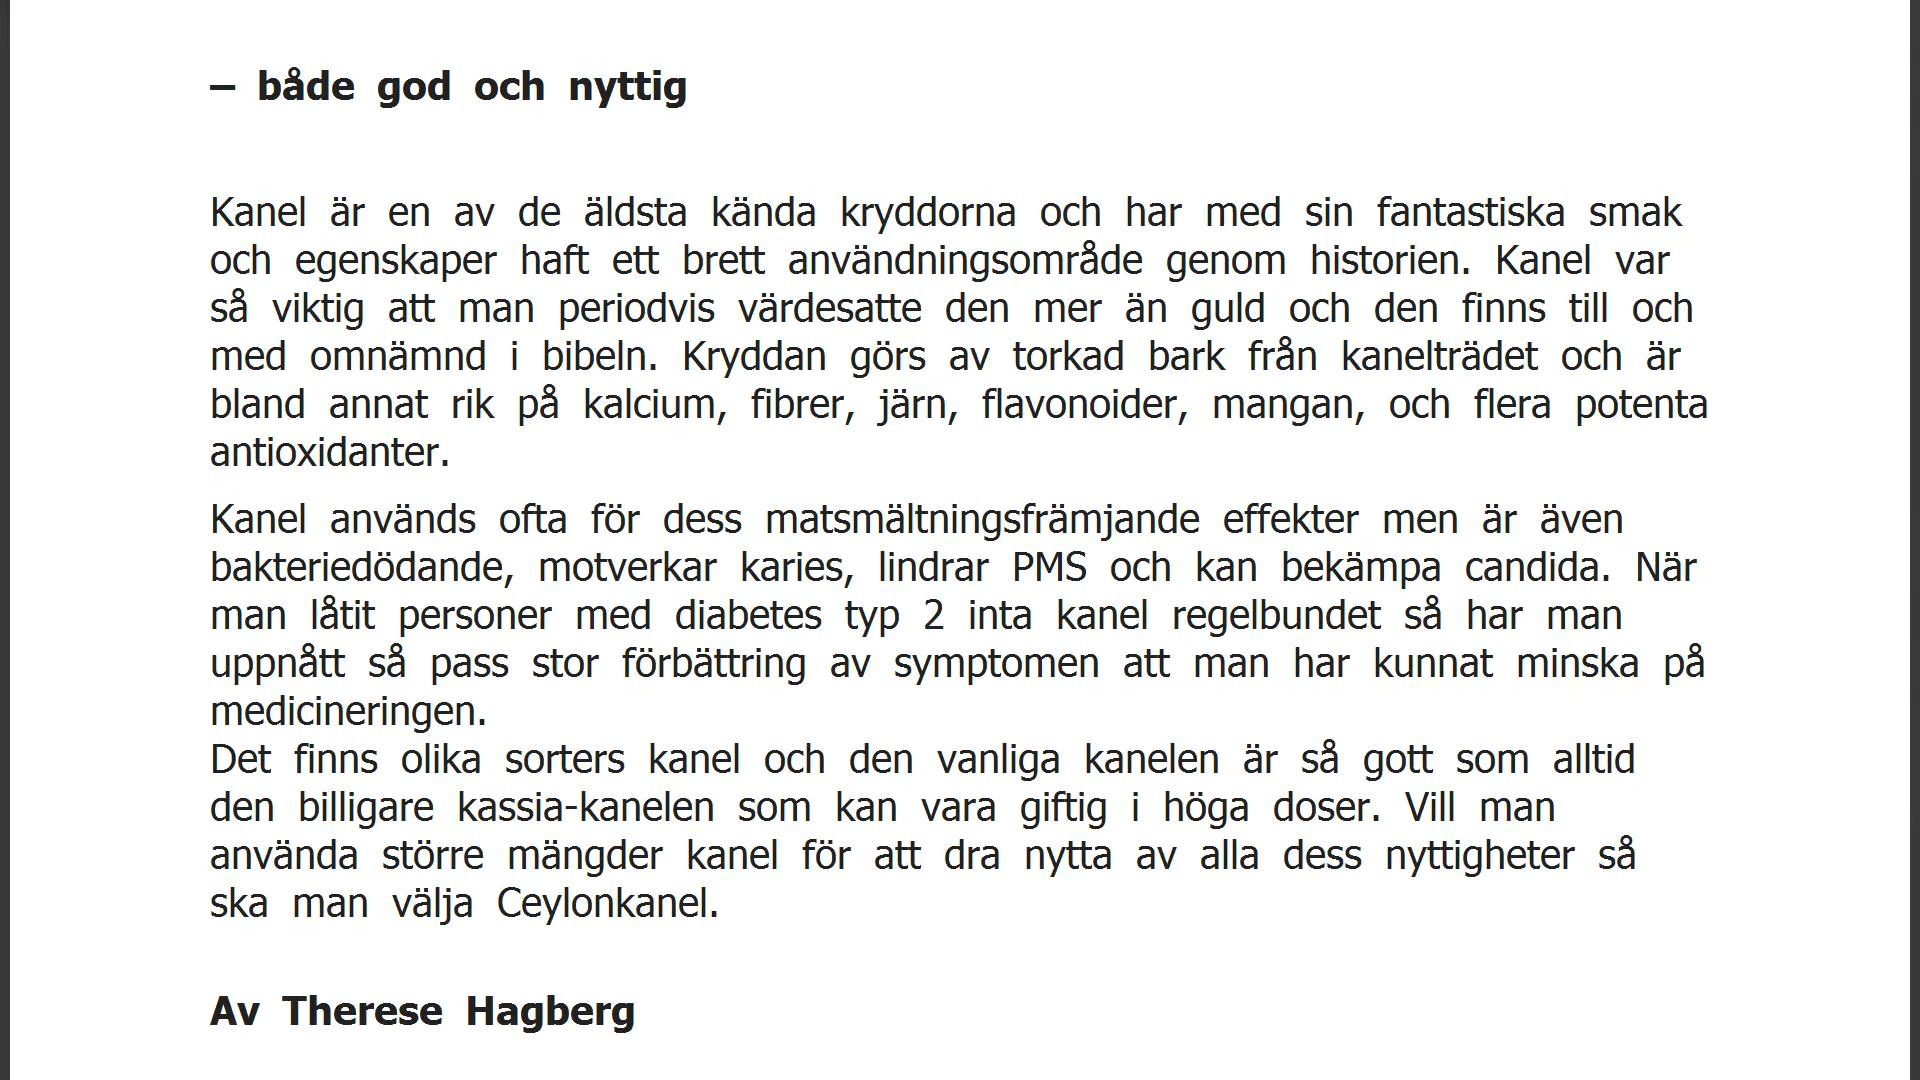 – både god och nyttig
Kanel är en av de äldsta kända kryddorna och har med sin fantastiska smak
och egenskaper haft ett brett användningsområde genom historien. Kanel var
så viktig att man periodvis värdesatte den mer än guld och den finns till och
med omnämnd i bibeln. Kryddan görs av torkad bark från kanelträdet och är
bland annat rik på kalcium, fibrer, järn, flavonoider, mangan, och flera potenta
antioxidanter.
Kanel används ofta för dess matsmältningsfrämjande effekter men är även
bakteriedödande, motverkar karies, lindrar PMS och kan bekämpa candida. När
man låtit personer med diabetes typ 2 inta kanel regelbundet så har man
uppnått så pass stor förbättring av symptomen att man har kunnat minska på
medicineringen.
Det finns olika sorters kanel och den vanliga kanelen är så gott som alltid
den billigare kassia-kanelen som kan vara giftig i höga doser. Vill man
använda större mängder kanel för att dra nytta av alla dess nyttigheter så
ska man välja Ceylonkanel.
Av Therese Hagberg